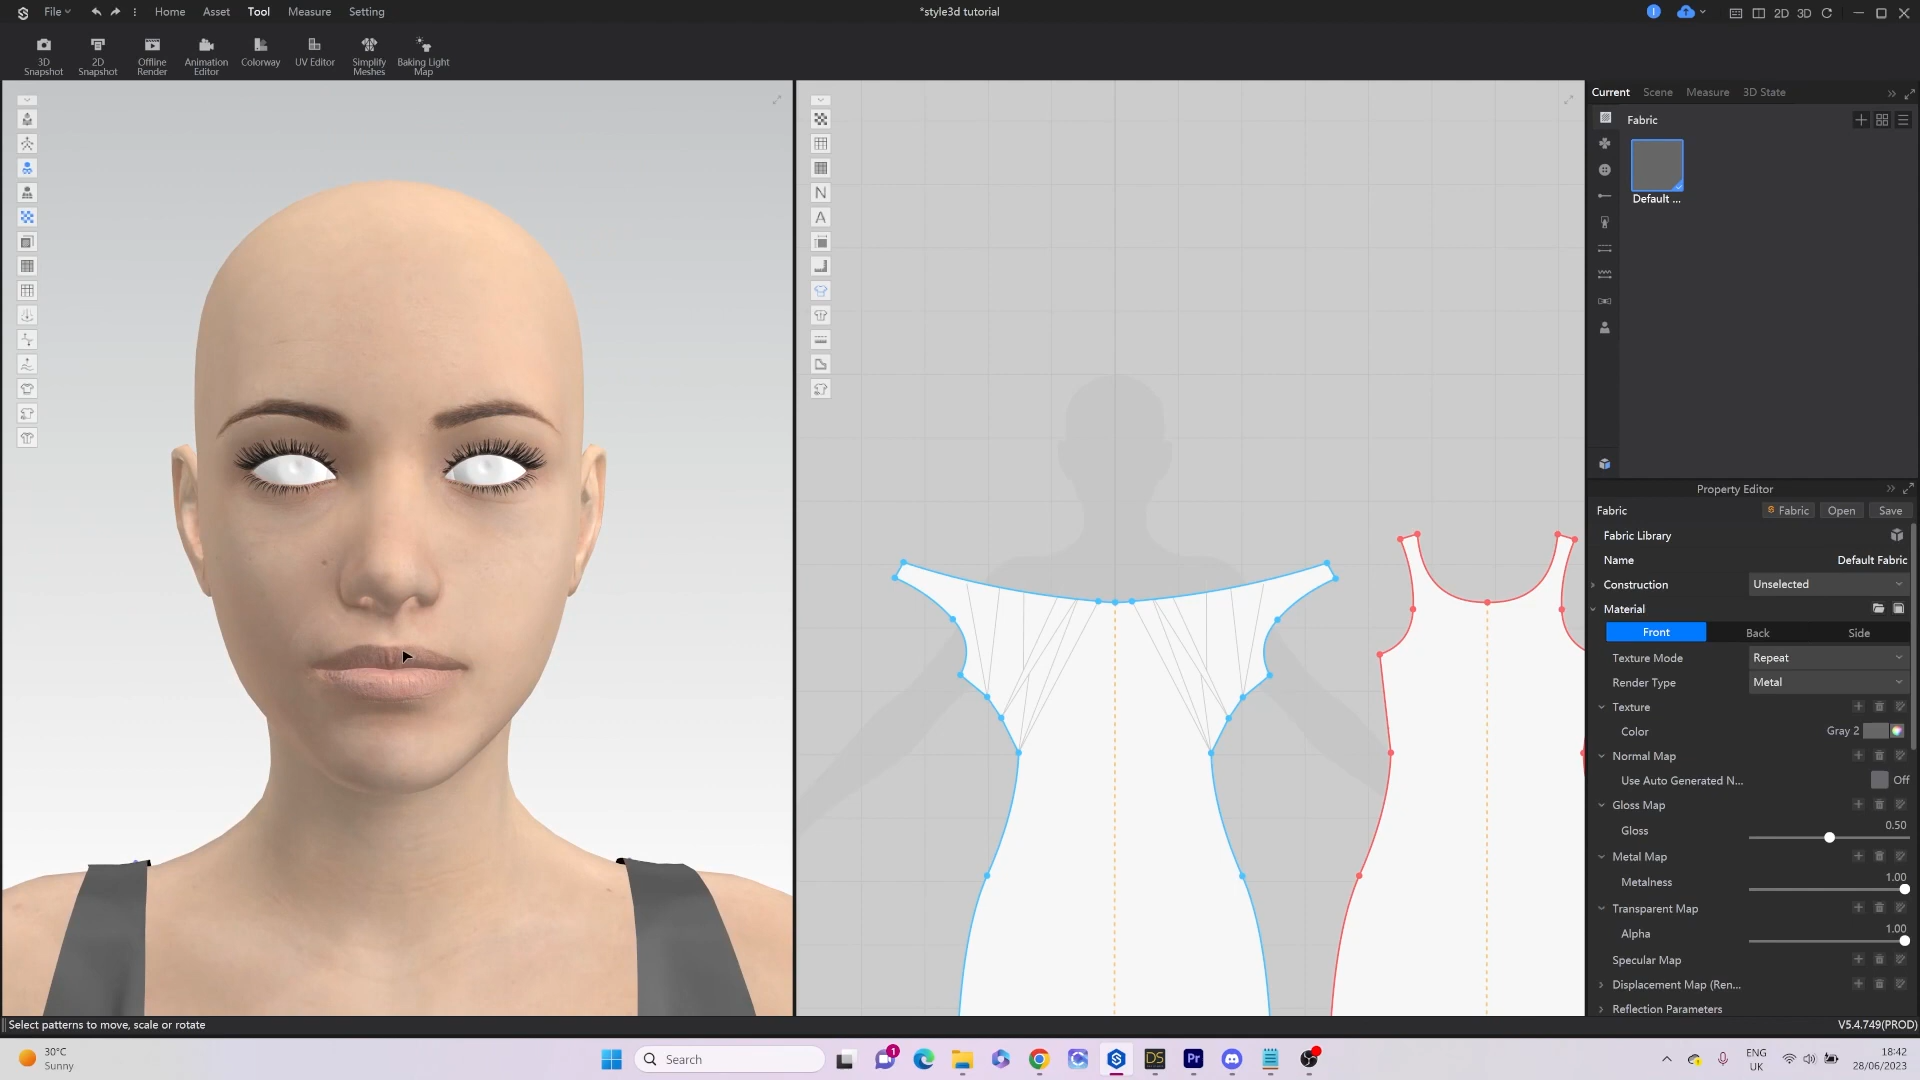 File
Home
Asset
Tool
Measure
Setting
*style3d tutorial
2D
3D
3D
Snapshot
2D
Snapshot
Offline
Render
Animation
Editor
Colorway
UV Editor
Simplify
Meshes
Baking Light
Map
Current
Scene
Measure
3D State
Fabric
Default ...
N
A
Property Editor
Fabric
Fabric
Open
Save
Fabric Library
Name
Default Fabric
Construction
Unselected
Material
Front
Back
Side
Texture Mode
Repeat
Render Type
Metal
Texture
Color
Gray 2
Normal Map
Use Auto Generated N...
Off
Gloss Map
Gloss
0.50
Metal Map
Metalness
1.00
Transparent Map
Alpha
1.00
Specular Map
Displacement Map (Ren...
Reflection Parameters
Select patterns to move, scale or rotate
V5.4.749(PROD)
30°C
Sunny
Search
1
DS
Pr
ENG
UK
18:42
28/06/2023